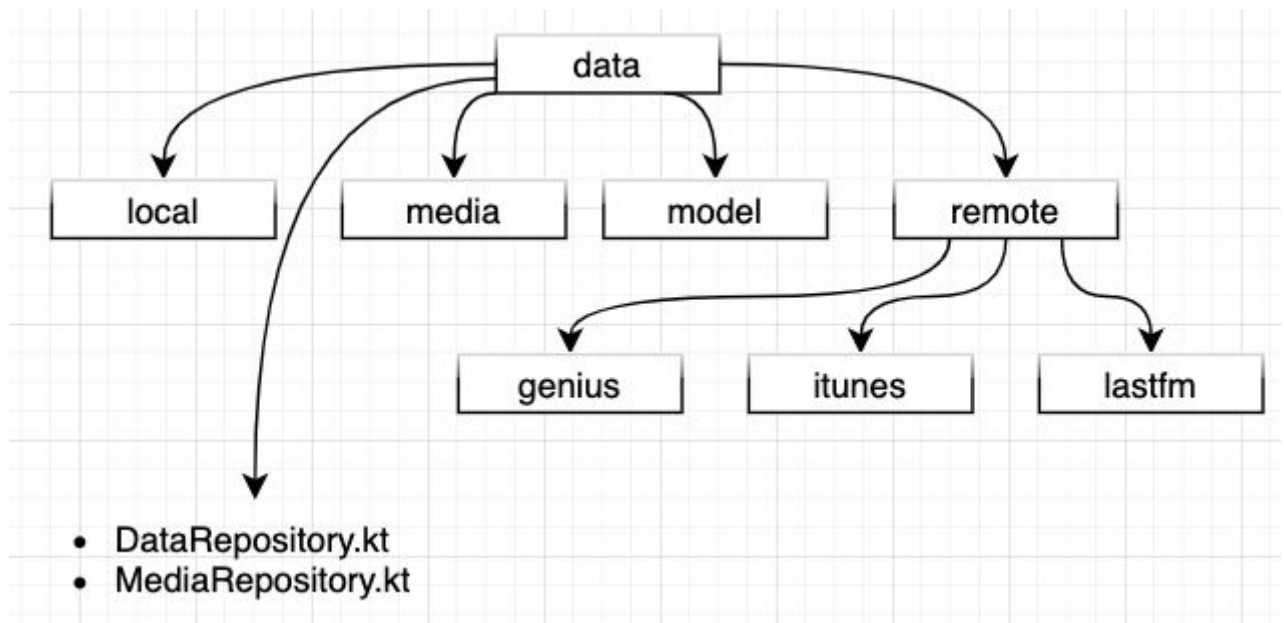 data
local
media
model
remote
genius
itunes
lastfm
• DataRepository.kt
• MediaRepository.kt